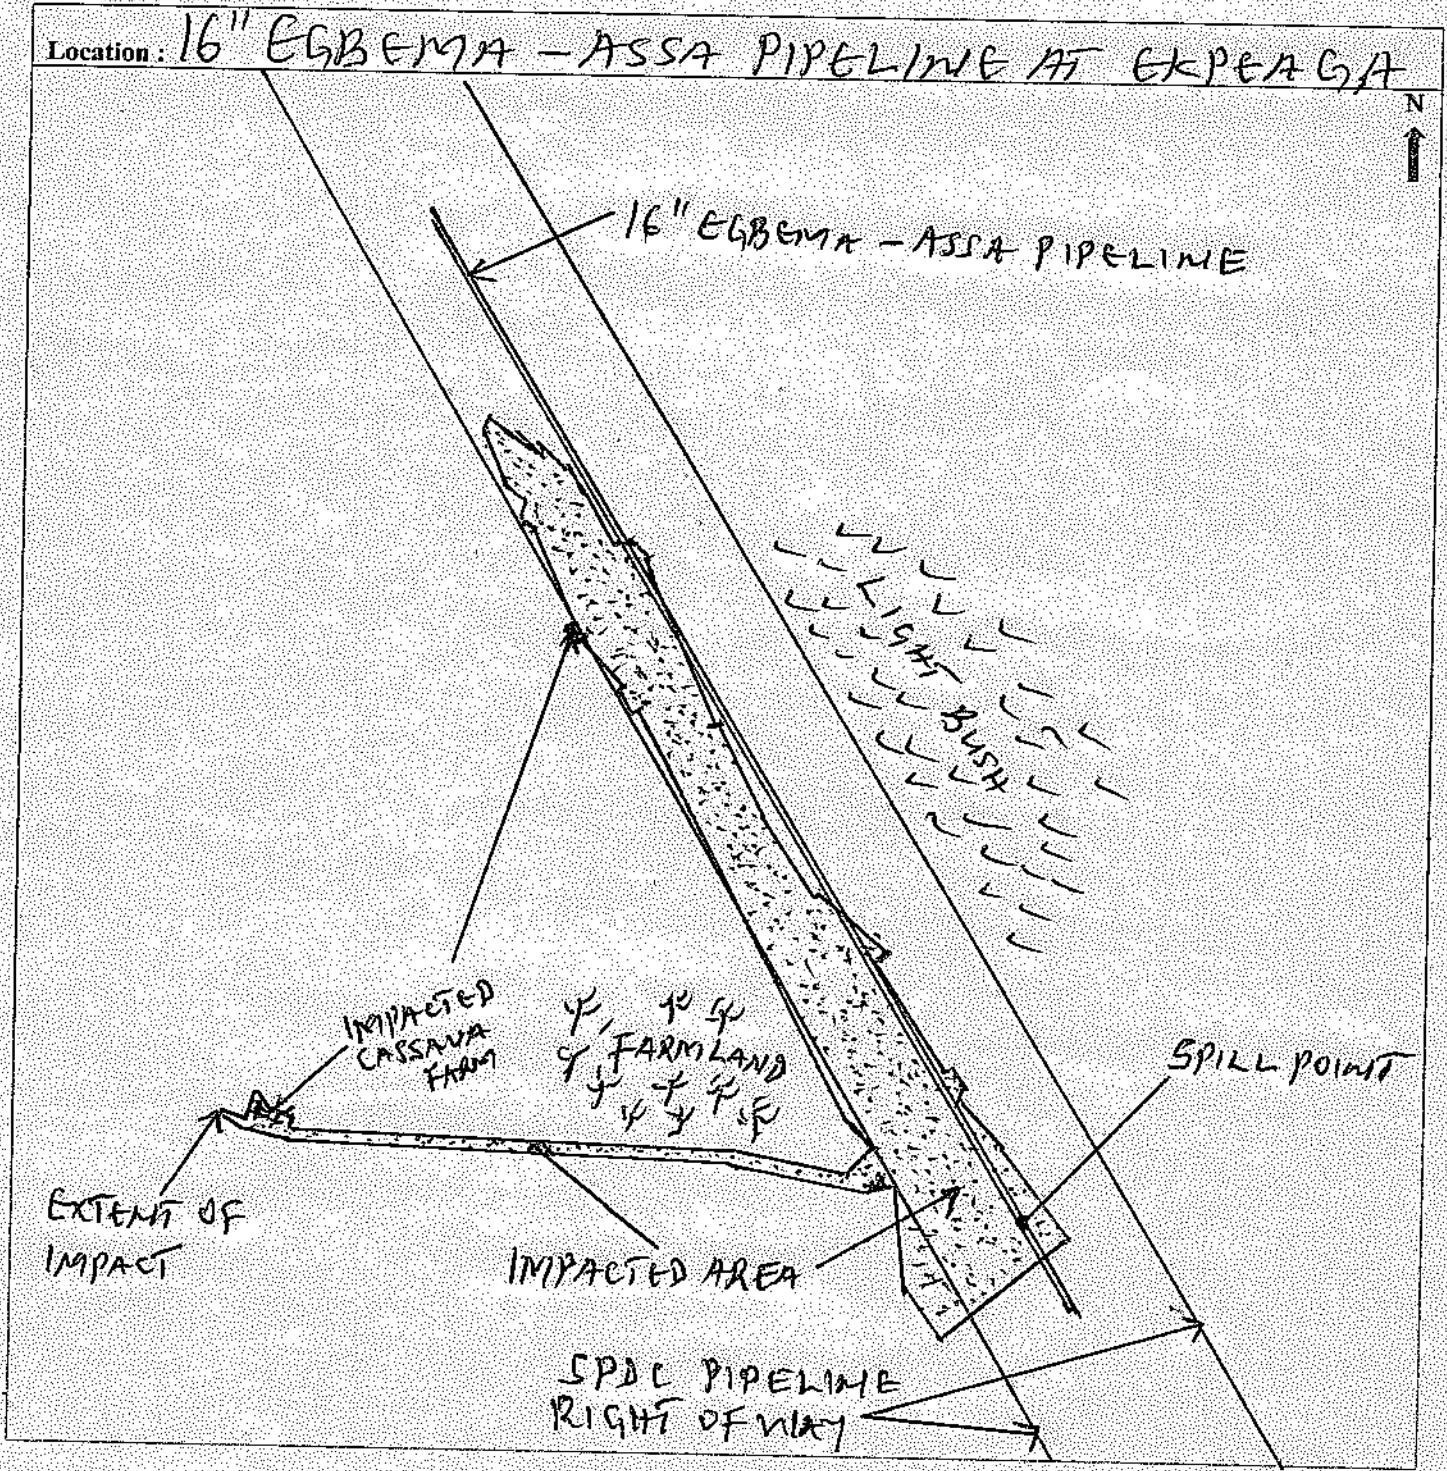 Location : 16" EGBEMA - ASSA PIPELINE AT EKPEAGA
N
16" EGBEMA - ASSA PIPELINE
LIGHT BUSH
IMPACTED
CASSAVA
FARM
FARMLAND
SPILL POINT
EXTENT OF
IMPACT
IMPACTED AREA
SPDC PIPELINE
RIGHT OF WAY